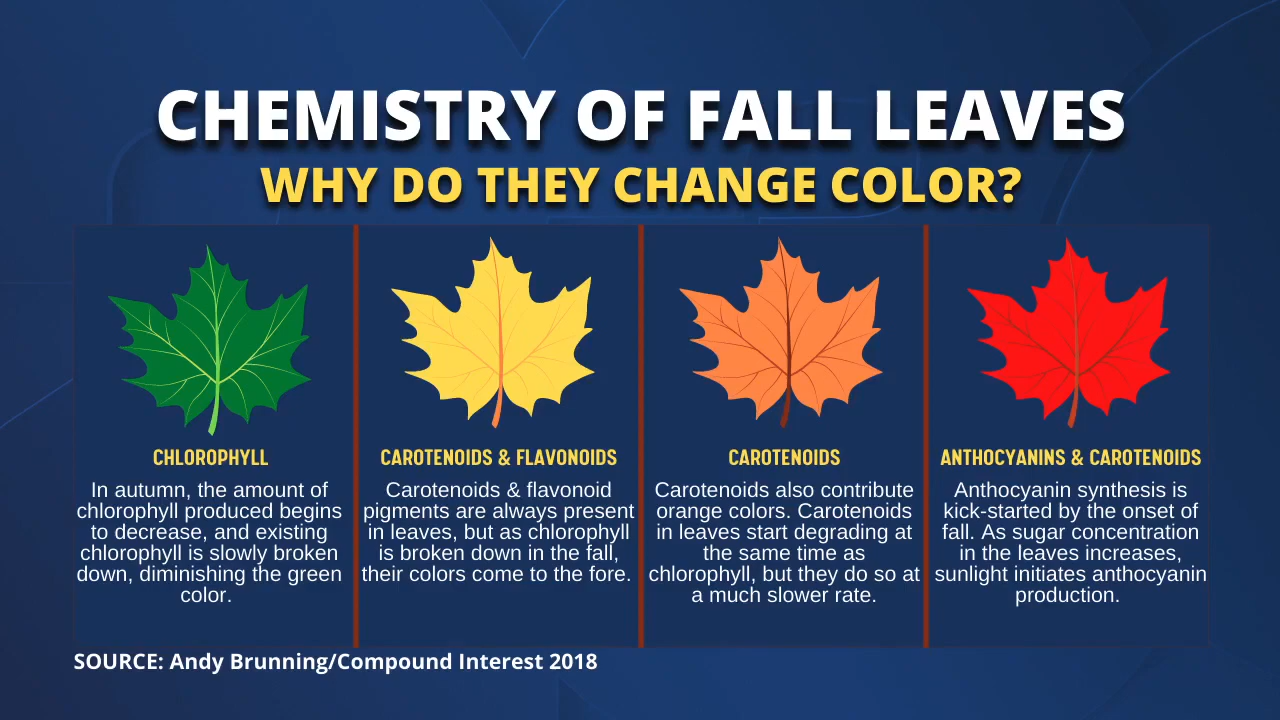 CHEMISTRY OF FALL LEAVES
WHY DO THEY CHANGE COLOR?
CHLOROPHYLL
In autumn, the amount of
chlorophyll produced begins
to decrease, and existing
chlorophyll is slowly broken
down, diminishing the green
color.
CAROTENOIDS & FLAVONOIDS
Carotenoids & flavonoid
pigments are always present
in leaves, but as chlorophyll
is broken down in the fall,
their colors come to the fore.
CAROTENOIDS
Carotenoids also contribute
orange colors. Carotenoids
in leaves start degrading at
the same time as
chlorophyll, but they do so at
a much slower rate.
ANTHOCYANINS & CAROTENOIDS
Anthocyanin synthesis is
kick-started by the onset of
fall. As sugar concentration
in the leaves increases,
sunlight initiates anthocyanin
production.
SOURCE: Andy Brunning/Compound Interest 2018